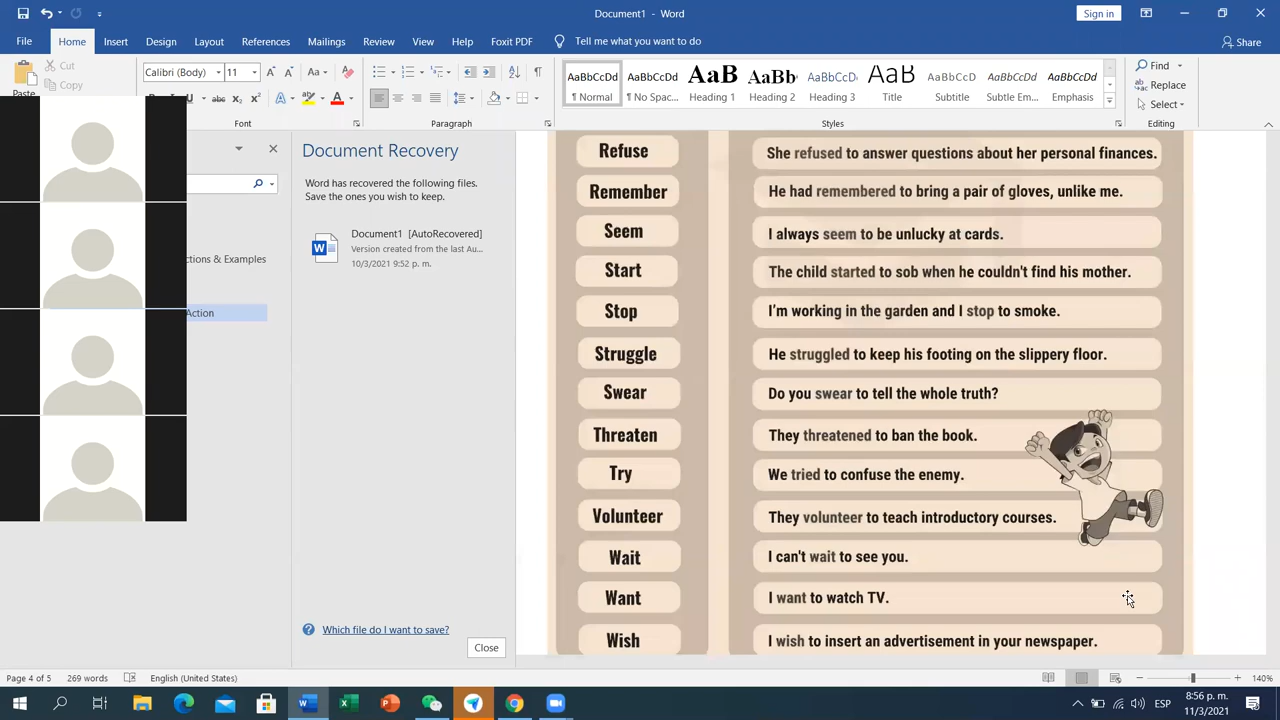 Document1 - Word
Sign in
File Home Insert Design Layout References Mailings Review View Help Foxit PDF Tell me what you want to do Share
Cut
Copy
Paste
Calibri (Body) 11
Aa
AaBbCcDd
¶ Normal
AaBbCcDd
¶ No Spac...
AaB
Heading 1
AaBb
Heading 2
AaBbCcD
Heading 3
AaB
Title
AaBbCcD
Subtitle
AaBbCcDd
Subtle Em...
AaBbCcDd
Emphasis
Find
Replace
Select
Font Paragraph Styles Editing
Document Recovery
Word has recovered the following files.
Save the ones you wish to keep.
Document1 [AutoRecovered]
Version created from the last Au...
10/3/2021 9:52 p. m.
ctions & Examples
Action
Which file do I want to save?
Close
Refuse She refused to answer questions about her personal finances.
Remember He had remembered to bring a pair of gloves, unlike me.
Seem I always seem to be unlucky at cards.
Start The child started to sob when he couldn't find his mother.
Stop I'm working in the garden and I stop to smoke.
Struggle He struggled to keep his footing on the slippery floor.
Swear Do you swear to tell the whole truth?
Threaten They threatened to ban the book.
Try We tried to confuse the enemy.
Volunteer They volunteer to teach introductory courses.
Wait I can't wait to see you.
Want I want to watch TV.
Wish I wish to insert an advertisement in your newspaper.
Page 4 of 5 269 words English (United States) 140%
ESP
8:56 p. m.
11/3/2021